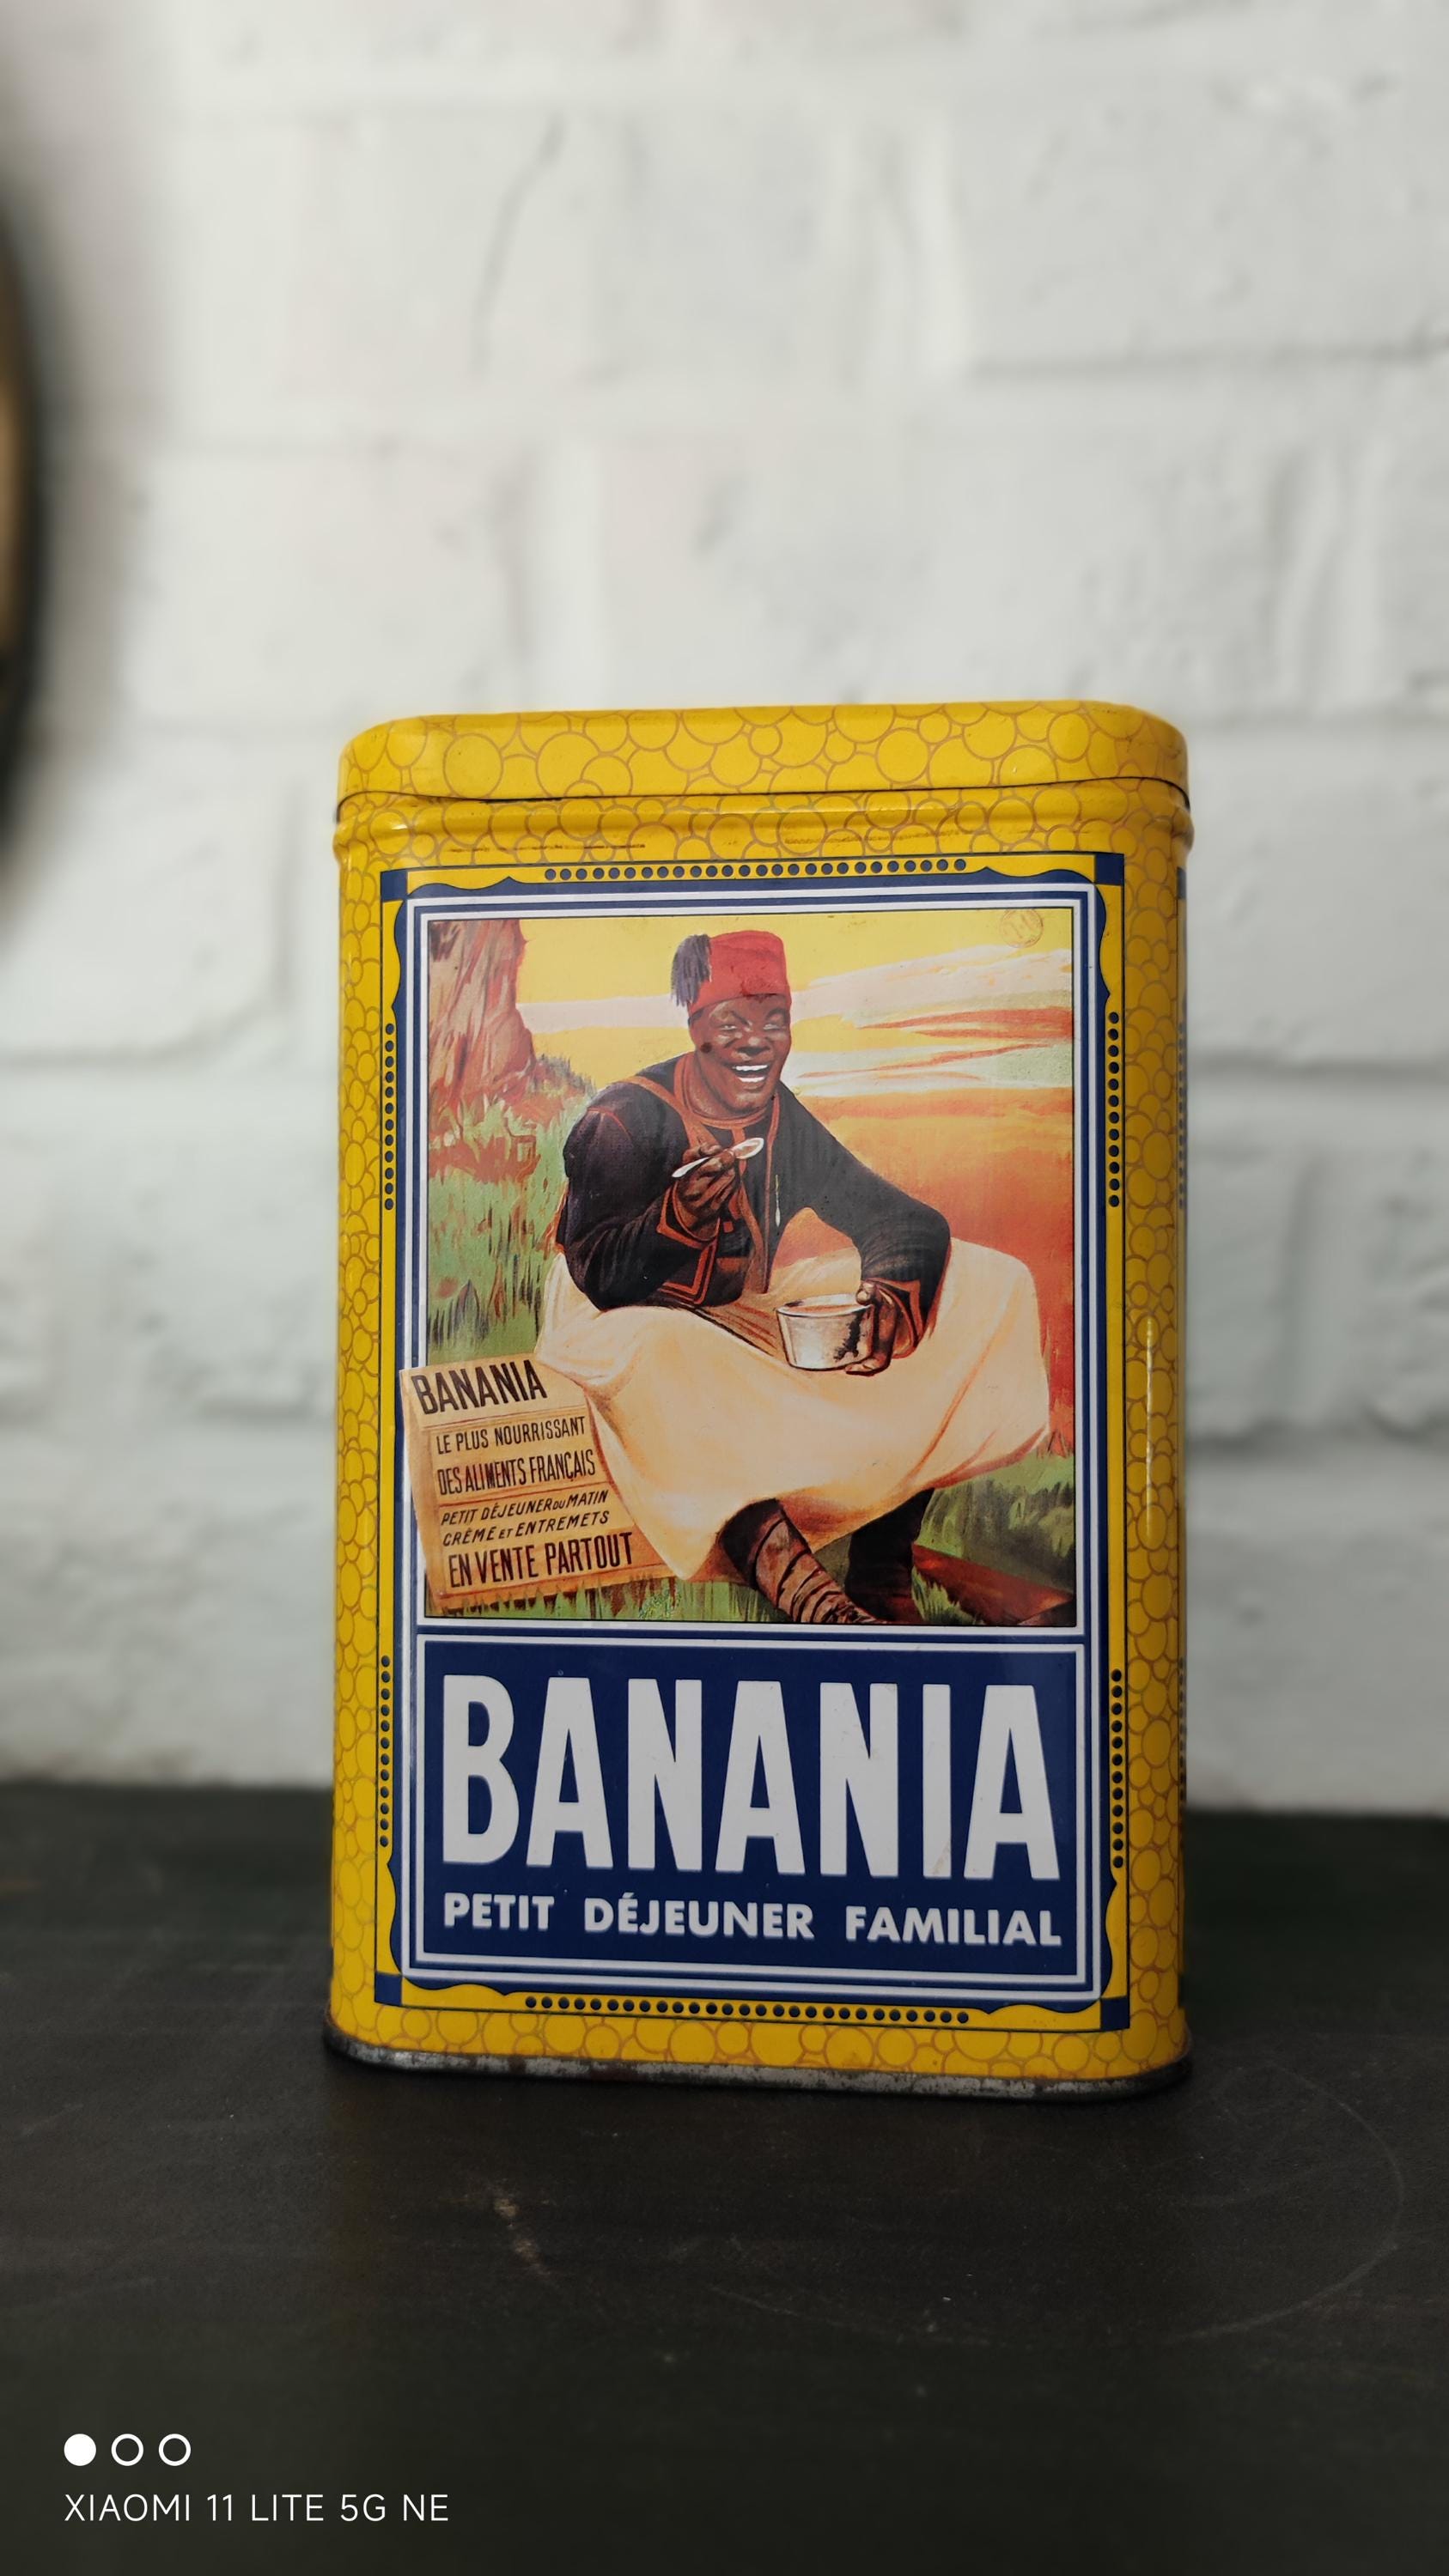 BANANIA
LE PLUS NOURRISSANT
DES ALIMENTS FRANÇAIS
PETIT DÉJEUNER DU MATIN
CRÈME ET ENTREMETS
EN VENTE PARTOUT
BANANIA
PETIT DÉJEUNER FAMILIAL
XIAOMI 11 LITE 5G NE